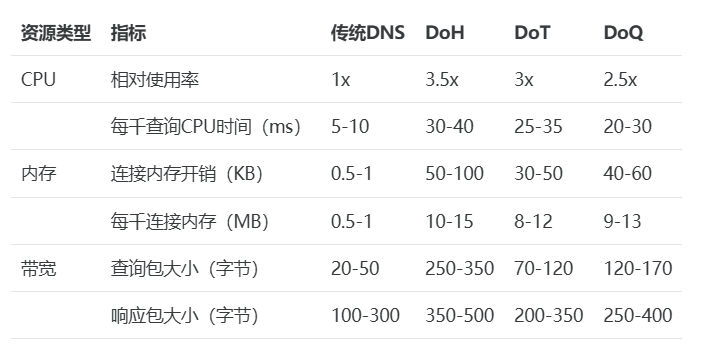 资源类型 指标 传统DNS DoH DoT DoQ
CPU 相对使用率 1x 3.5x 3x 2.5x
每千查询CPU时间（ms） 5-10 30-40 25-35 20-30
内存 连接内存开销（KB） 0.5-1 50-100 30-50 40-60
每千连接内存（MB） 0.5-1 10-15 8-12 9-13
带宽 查询包大小（字节） 20-50 250-350 70-120 120-170
响应包大小（字节） 100-300 350-500 200-350 250-400